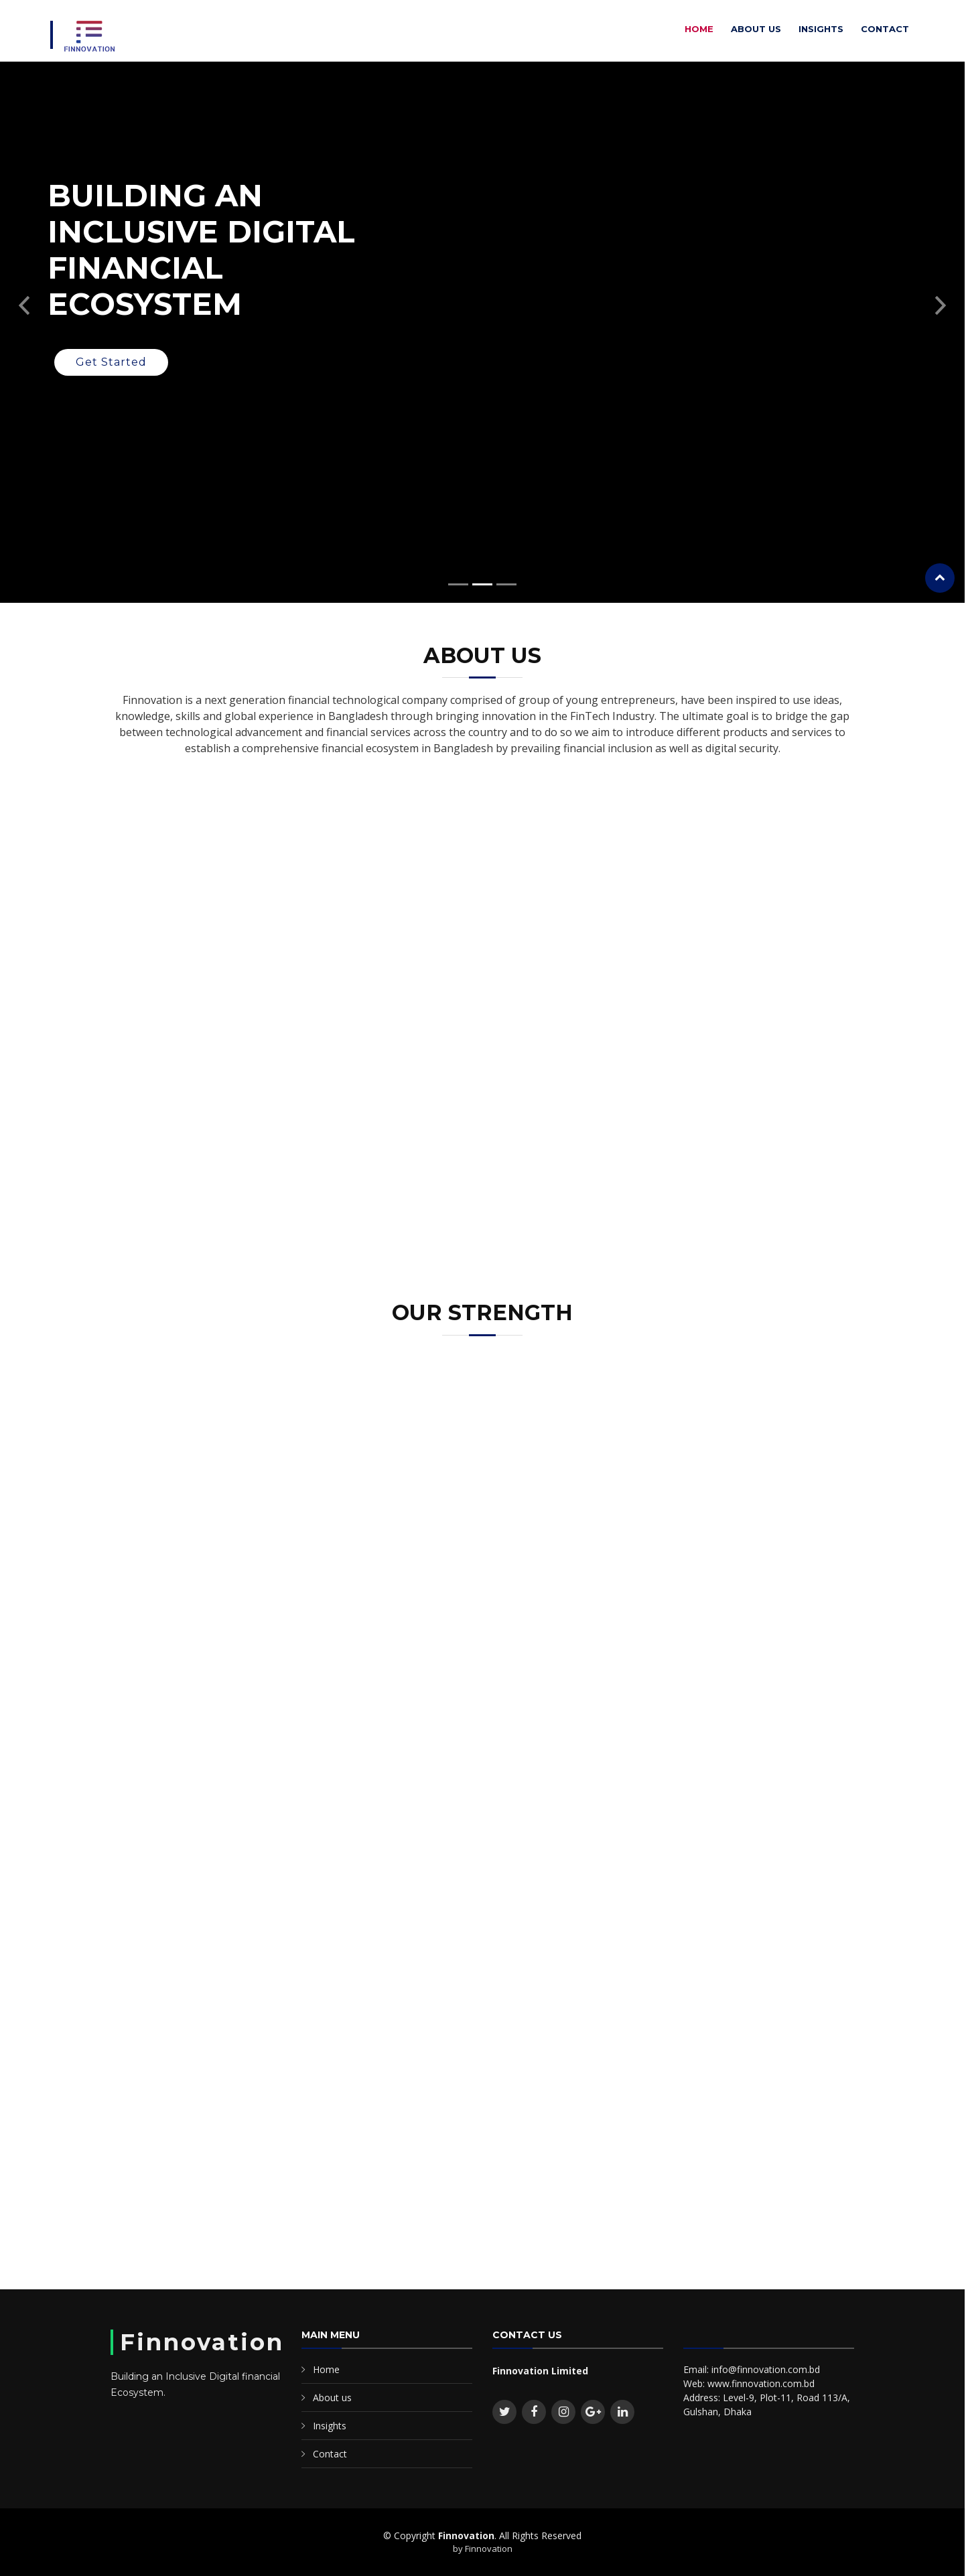 FINNOVATION
HOME ABOUT US INSIGHTS CONTACT
BUILDING AN
INCLUSIVE DIGITAL
FINANCIAL
ECOSYSTEM
Get Started
ABOUT US
Finnovation is a next generation financial technological company comprised of group of young entrepreneurs, have been inspired to use ideas,
knowledge, skills and global experience in Bangladesh through bringing innovation in the FinTech Industry. The ultimate goal is to bridge the gap
between technological advancement and financial services across the country and to do so we aim to introduce different products and services to
establish a comprehensive financial ecosystem in Bangladesh by prevailing financial inclusion as well as digital security.
OUR STRENGTH
Finnovation
Building an Inclusive Digital financial
Ecosystem.
MAIN MENU
Home
About us
Insights
Contact
CONTACT US
Finnovation Limited
Email: info@finnovation.com.bd
Web: www.finnovation.com.bd
Address: Level-9, Plot-11, Road 113/A,
Gulshan, Dhaka
© Copyright Finnovation. All Rights Reserved
by Finnovation